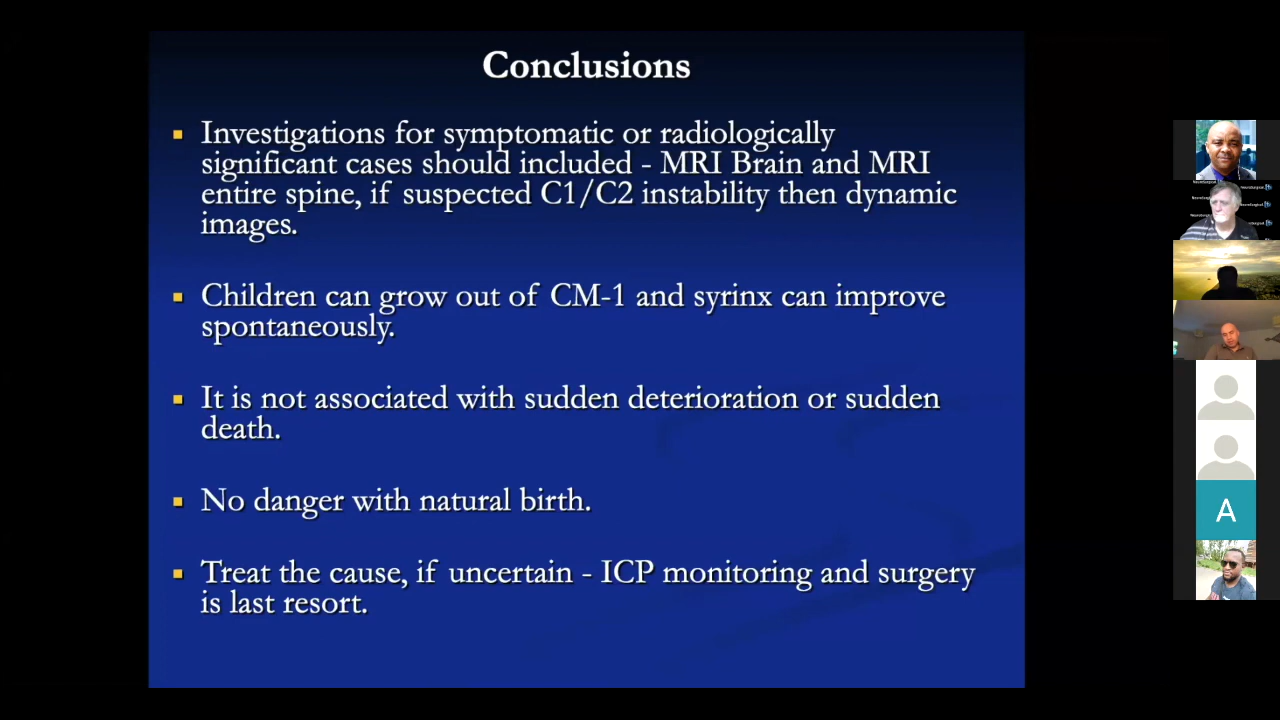 Conclusions
Investigations for symptomatic or radiologically
significant cases should included - MRI Brain and MRI
entire spine, if suspected C1/C2 instability then dynamic
images.
Children can grow out of CM-1 and syrinx can improve
spontaneously.
It is not associated with sudden deterioration or sudden
death.
No danger with natural birth.
Treat the cause, if uncertain - ICP monitoring and surgery
is last resort.
A